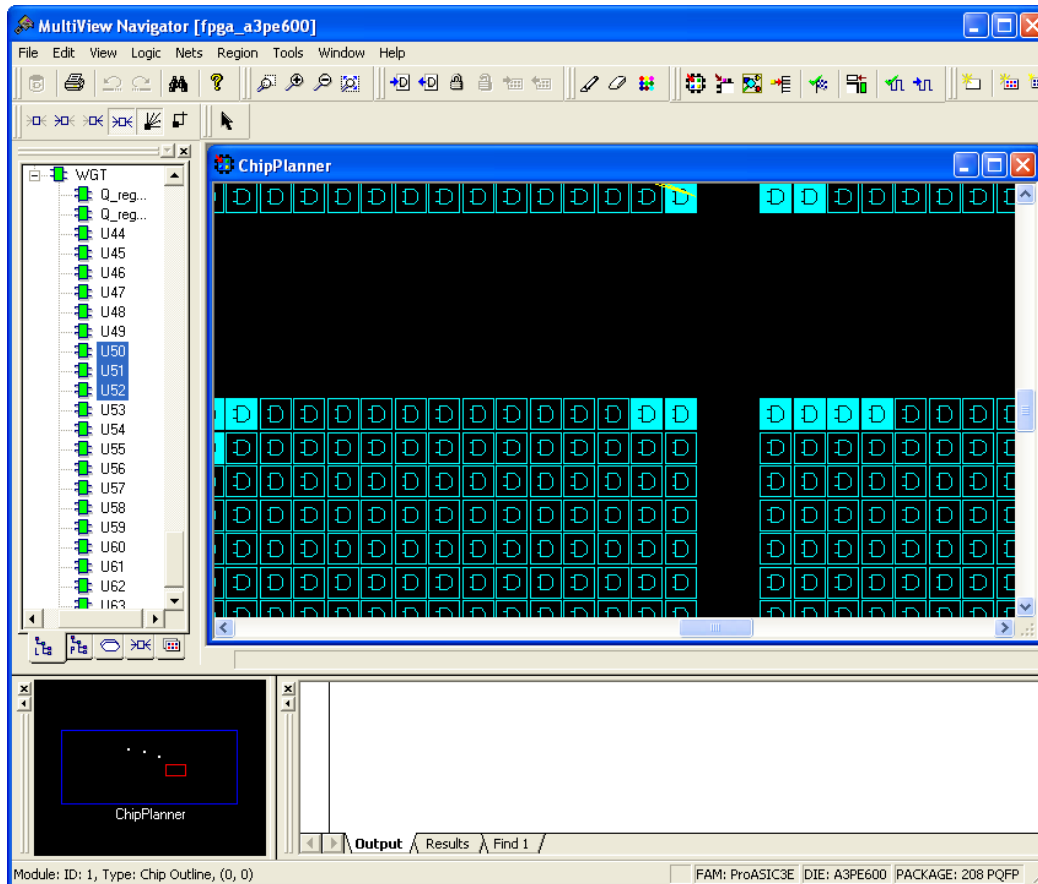 MultiView Navigator [fpga_a3pe600]
File Edit View Logic Nets Region Tools Window Help
WGT
Q_reg...
Q_reg...
U44
U45
U46
U47
U48
U49
U50
U51
U52
U53
U54
U55
U56
U57
U58
U59
U60
U61
U62
U63
L P
ChipPlanner
ChipPlanner
Output Results Find 1
Module: ID: 1, Type: Chip Outline, (0, 0) FAM: ProASIC3E DIE: A3PE600 PACKAGE: 208 PQFP